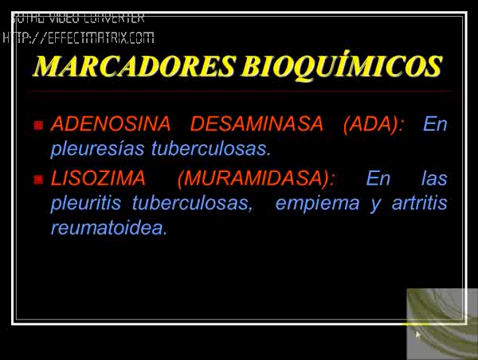 TOTAL VIDEO CONVERTER
HTTP://EFFECTMATRIX.COM
MARCADORES BIOQUÍMICOS
ADENOSINA DESAMINASA (ADA): En
pleuresías tuberculosas.
LISOZIMA (MURAMIDASA): En las
pleuritis tuberculosas, empiema y artritis
reumatoidea.